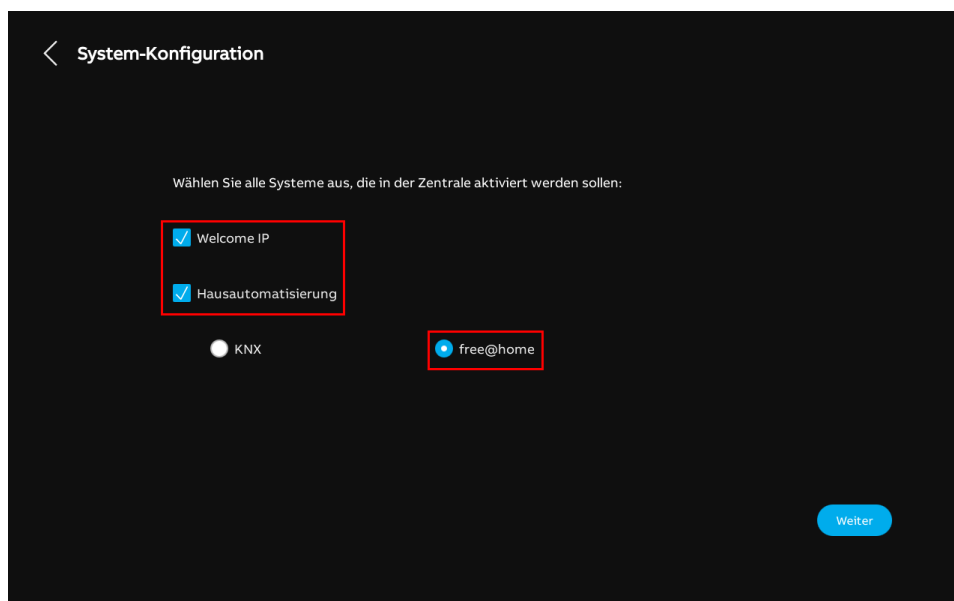 System-Konfiguration
Wählen Sie alle Systeme aus, die in der Zentrale aktiviert werden sollen:
Welcome IP
Hausautomatisierung
KNX
free@home
Weiter